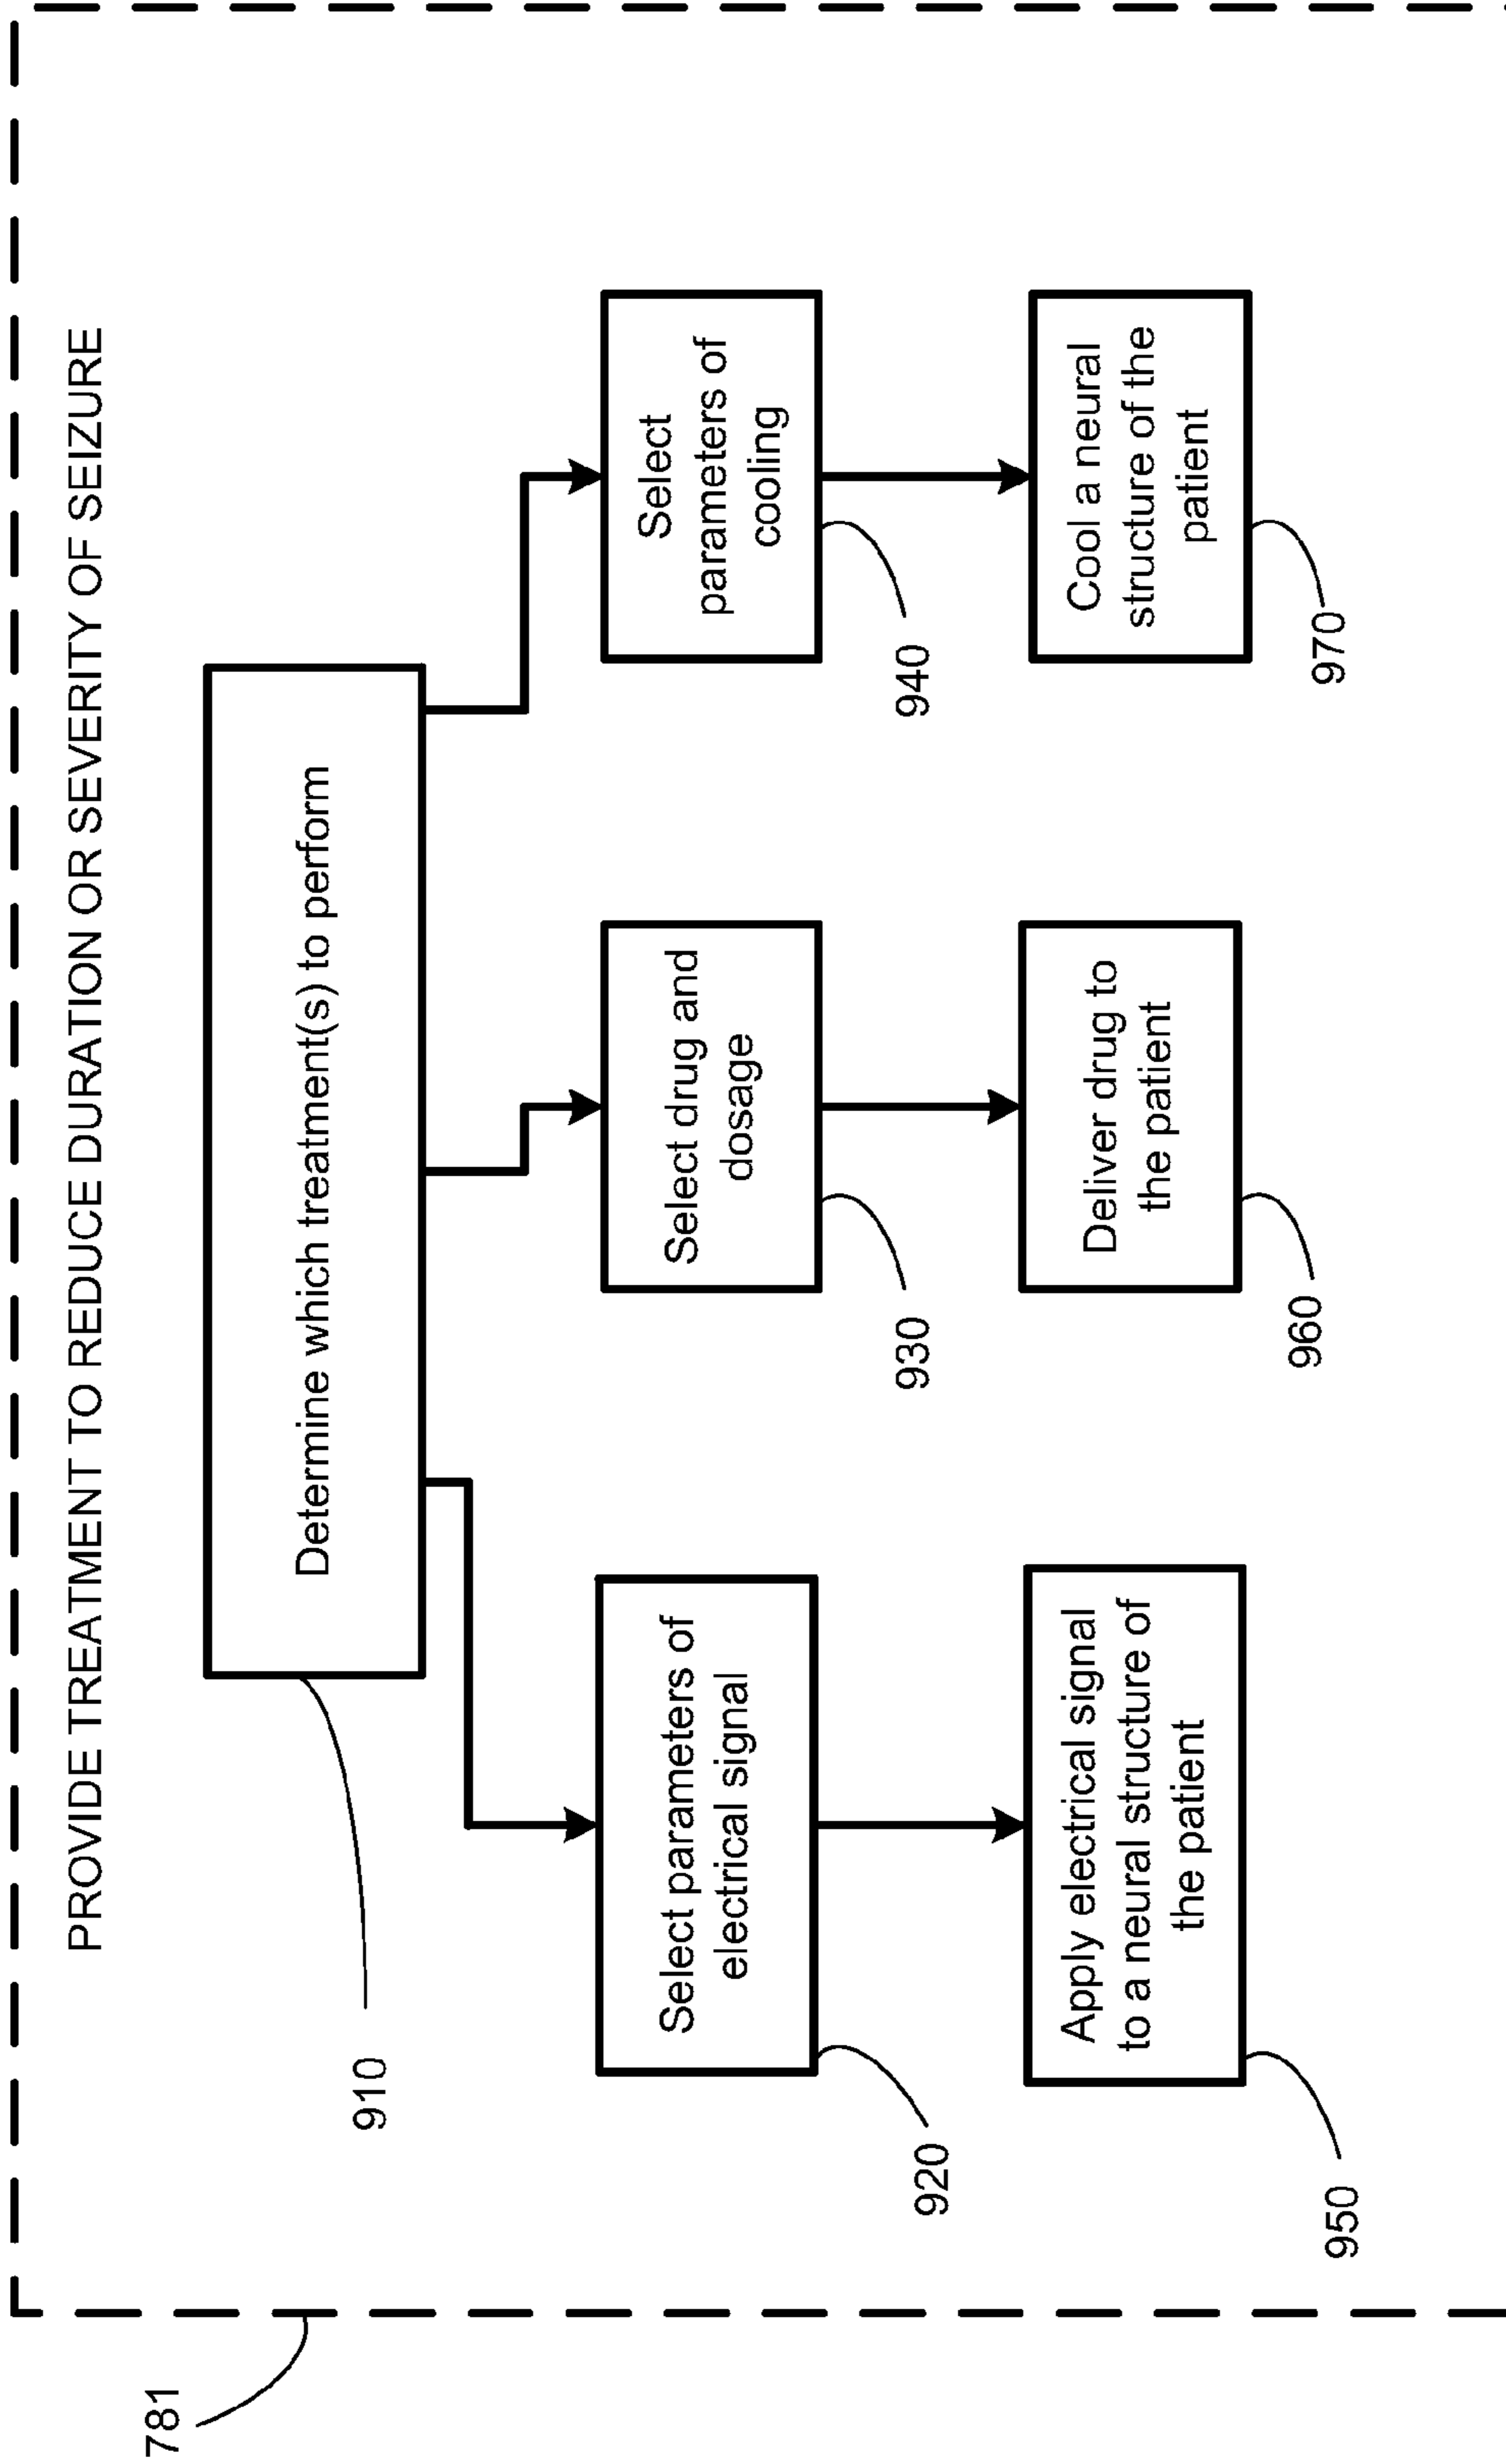 781
PROVIDE TREATMENT TO REDUCE DURATION OR SEVERITY OF SEIZURE
910
Determine which treatment(s) to perform
920
Select parameters of
electrical signal
930
Select drug and
dosage
940
Select
parameters of
cooling
950
Apply electrical signal
to a neural structure of
the patient
960
Deliver drug to
the patient
970
Cool a neural
structure of the
patient